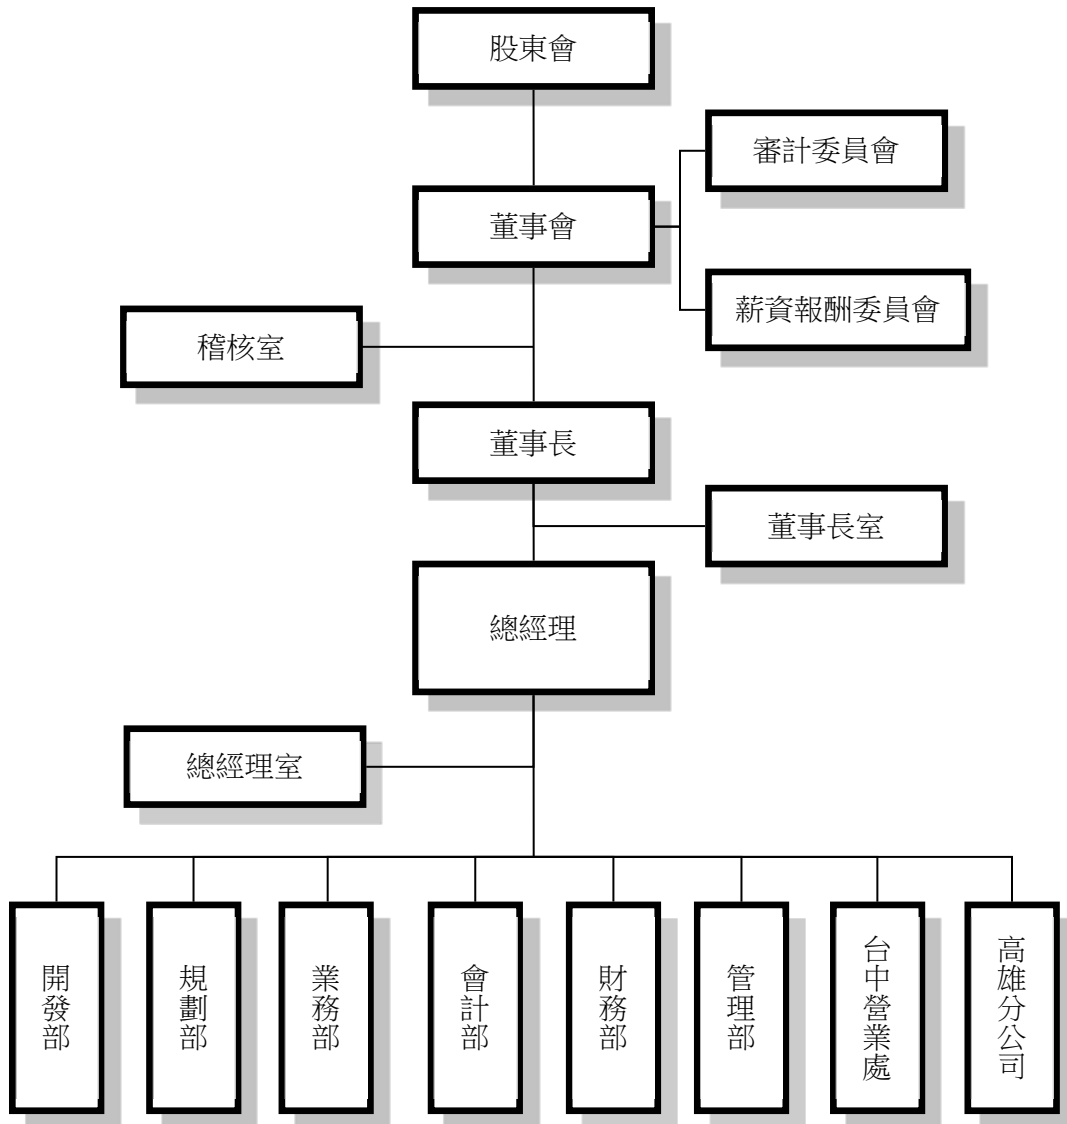 股東會
審計委員會
董事會
薪資報酬委員會
稽核室
董事長
董事長室
總經理
總經理室
開發部
規劃部
業務部
會計部
財務部
管理部
台中營業處
高雄分公司